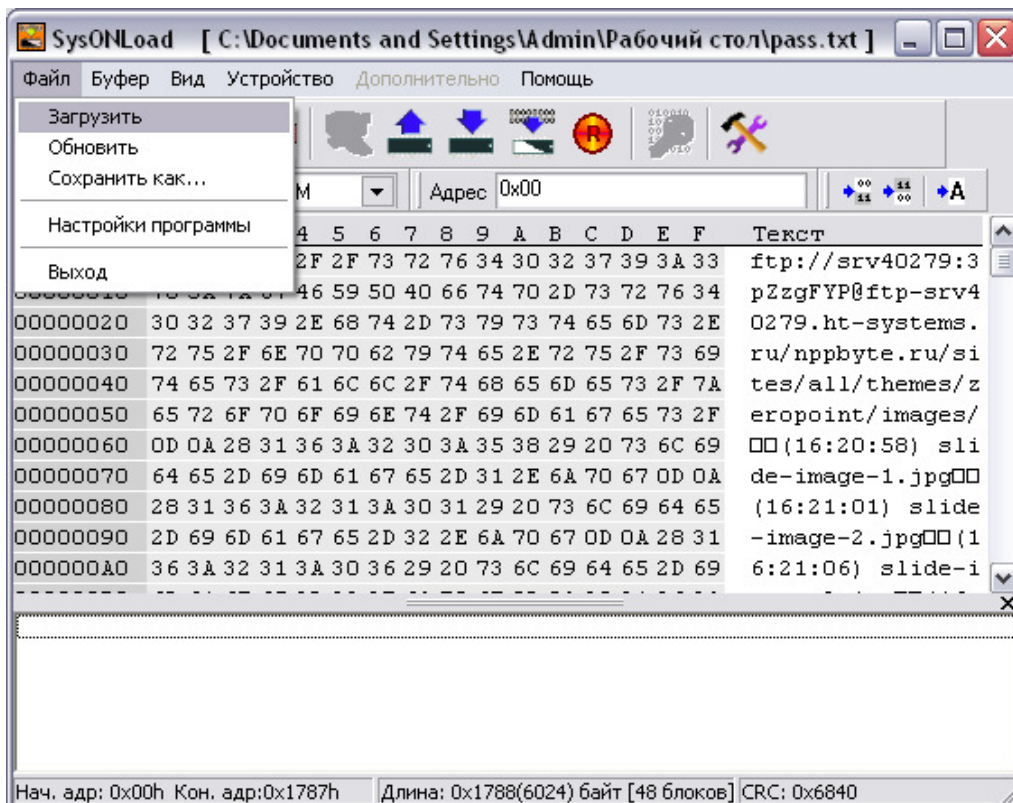 SysONLoad [ C:\Documents and Settings\Admin\Рабочий стол\pass.txt ]
Файл Буфер Вид Устройство Дополнительно Помощь
Загрузить
Обновить
Сохранить как...
Настройки программы
Выход
М Адрес 0x00
4 5 6 7 8 9 A B C D E F Текст
2F 2F 73 72 76 34 30 32 37 39 3A 33 ftp://srv40279:3
46 59 50 40 66 74 70 2D 73 72 76 34 pZzgFYP@ftp-srv4
00000020 30 32 37 39 2E 68 74 2D 73 79 73 74 65 6D 73 2E 0279.ht-systems.
00000030 72 75 2F 6E 70 70 62 79 74 65 2E 72 75 2F 73 69 ru/nppbyte.ru/si
00000040 74 65 73 2F 61 6C 6C 2F 74 68 65 6D 65 73 2F 7A tes/all/themes/z
00000050 65 72 6F 70 6F 69 6E 74 2F 69 6D 61 67 65 73 2F eropoint/images/
00000060 0D 0A 28 31 36 3A 32 30 3A 35 38 29 20 73 6C 69 □□(16:20:58) sli
00000070 64 65 2D 69 6D 61 67 65 2D 31 2E 6A 70 67 0D 0A de-image-1.jpg□□
00000080 28 31 36 3A 32 31 3A 30 31 29 20 73 6C 69 64 65 (16:21:01) slide
00000090 2D 69 6D 61 67 65 2D 32 2E 6A 70 67 0D 0A 28 31 -image-2.jpg□□(1
000000A0 36 3A 32 31 3A 30 36 29 20 73 6C 69 64 65 2D 69 6:21:06) slide-i
Нач. адр: 0x00h Кон. адр:0x1787h Длина: 0x1788(6024) байт [48 блоков] CRC: 0x6840